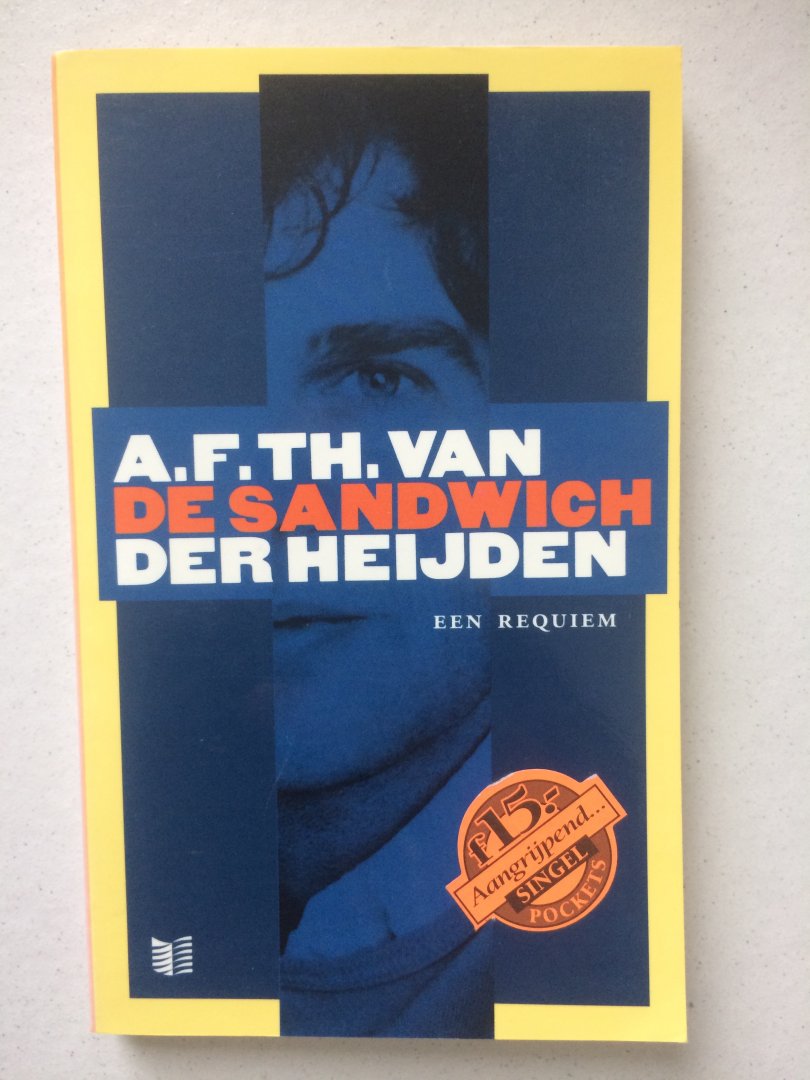 A.F.TH. VAN
DE SANDWICH
DER HEIJDEN
EEN REQUIEM
f15,-
Aangrijpend...
SINGEL
POCKETS